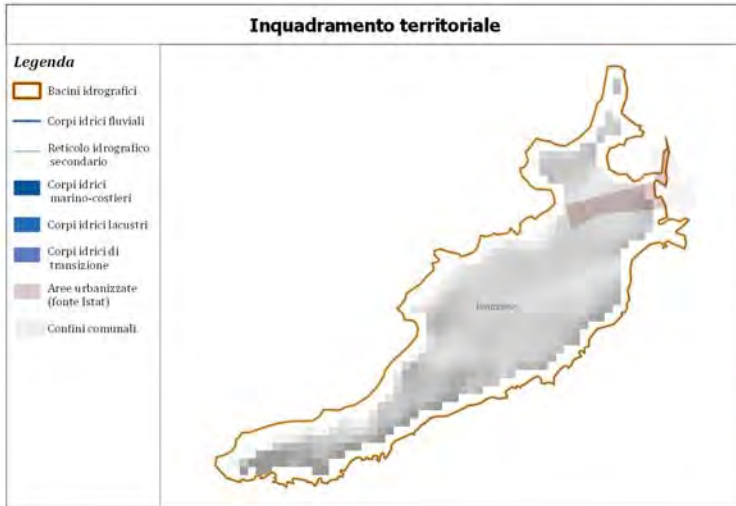 Inquadramento territoriale
Legenda
Bacini idrografici
Corpi idrici fluviali
Reticolo idrografico
secondario
Corpi idrici
marino-costieri
Corpi idrici lacustri
Corpi idrici di
transizione
Aree urbanizzate
(fonte Istat)
Confini comunali